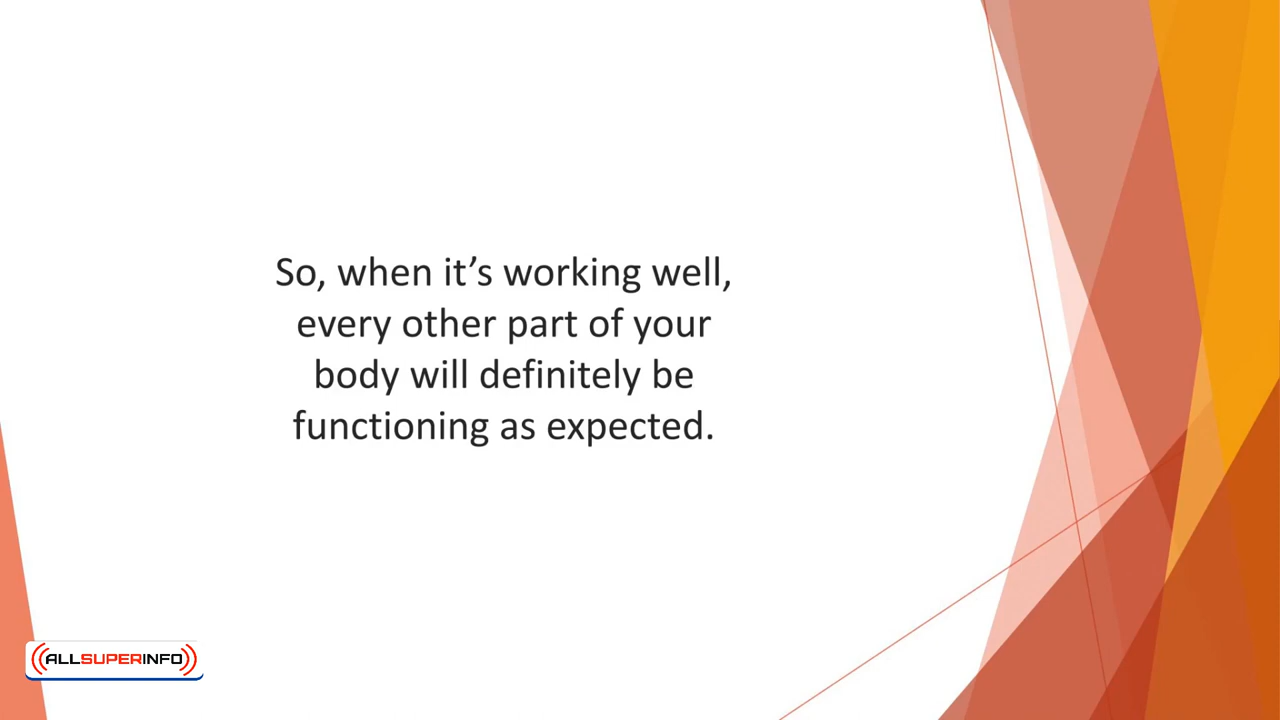 So, when it’s working well,
every other part of your
body will definitely be
functioning as expected.
ALLSUPERINFO